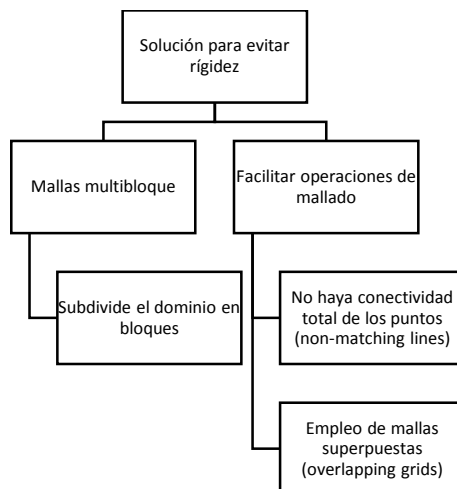 Solución para evitar
rígidez
Mallas multibloque
Facilitar operaciones de
mallado
Subdivide el dominio en
bloques
No haya conectividad
total de los puntos
(non-matching lines)
Empleo de mallas
superpuestas
(overlapping grids)